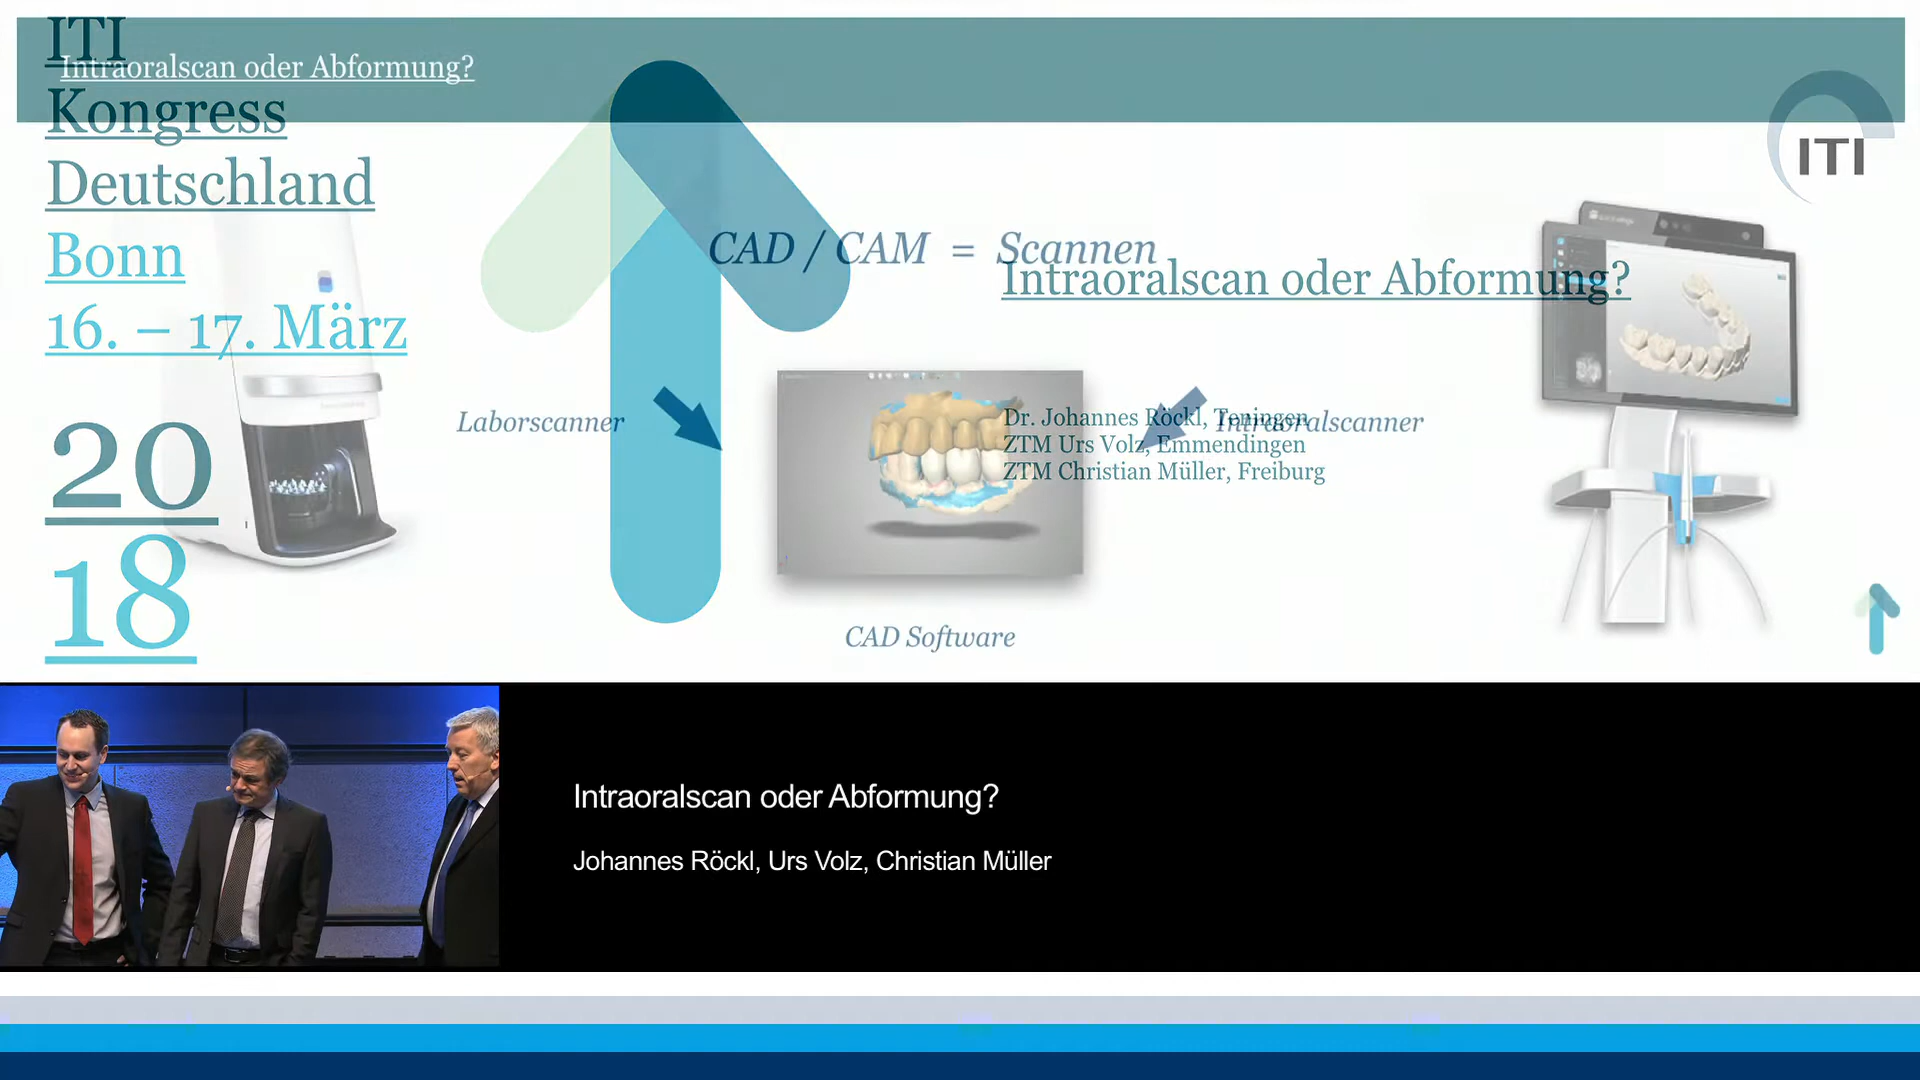 ITI
Intraoralscan oder Abformung?
Kongress
Deutschland
Bonn
16. – 17. März
20
18
ITI
CAD / CAM = Scannen
Intraoralscan oder Abformung?
Laborscanner
Intraoralscanner
Dr. Johannes Röckl, Teningen
ZTM Urs Volz, Emmendingen
ZTM Christian Müller, Freiburg
CAD Software
Intraoralscan oder Abformung?
Johannes Röckl, Urs Volz, Christian Müller